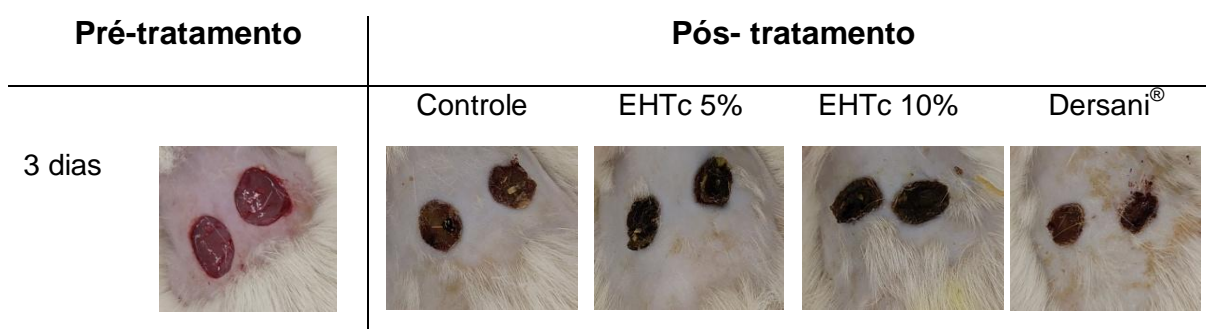 Pré-tratamento Pós- tratamento
Controle EHTc 5% EHTc 10% Dersani®
3 dias